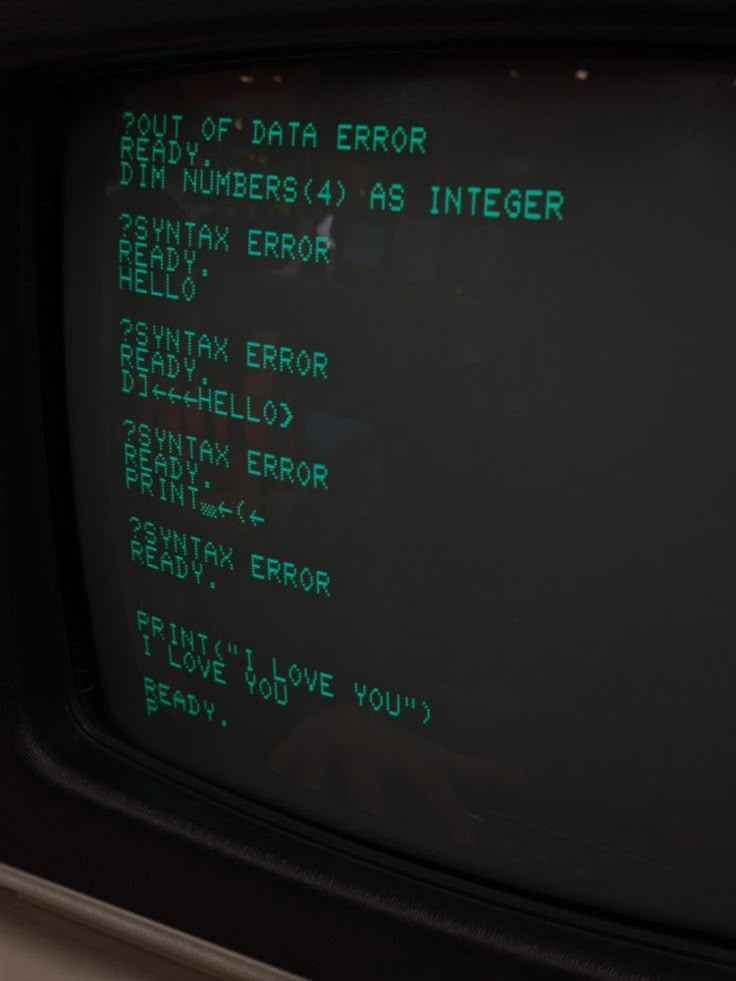 ?OUT OF DATA ERROR
READY.
DIM NUMBERS(4) AS INTEGER
?SYNTAX ERROR
READY.
HELLO
?SYNTAX ERROR
READY.
D]←←←HELLO>
?SYNTAX ERROR
READY.
PRINT▒←(←
?SYNTAX ERROR
READY.
PRINT("I LOVE YOU")
I LOVE YOU
READY.
P